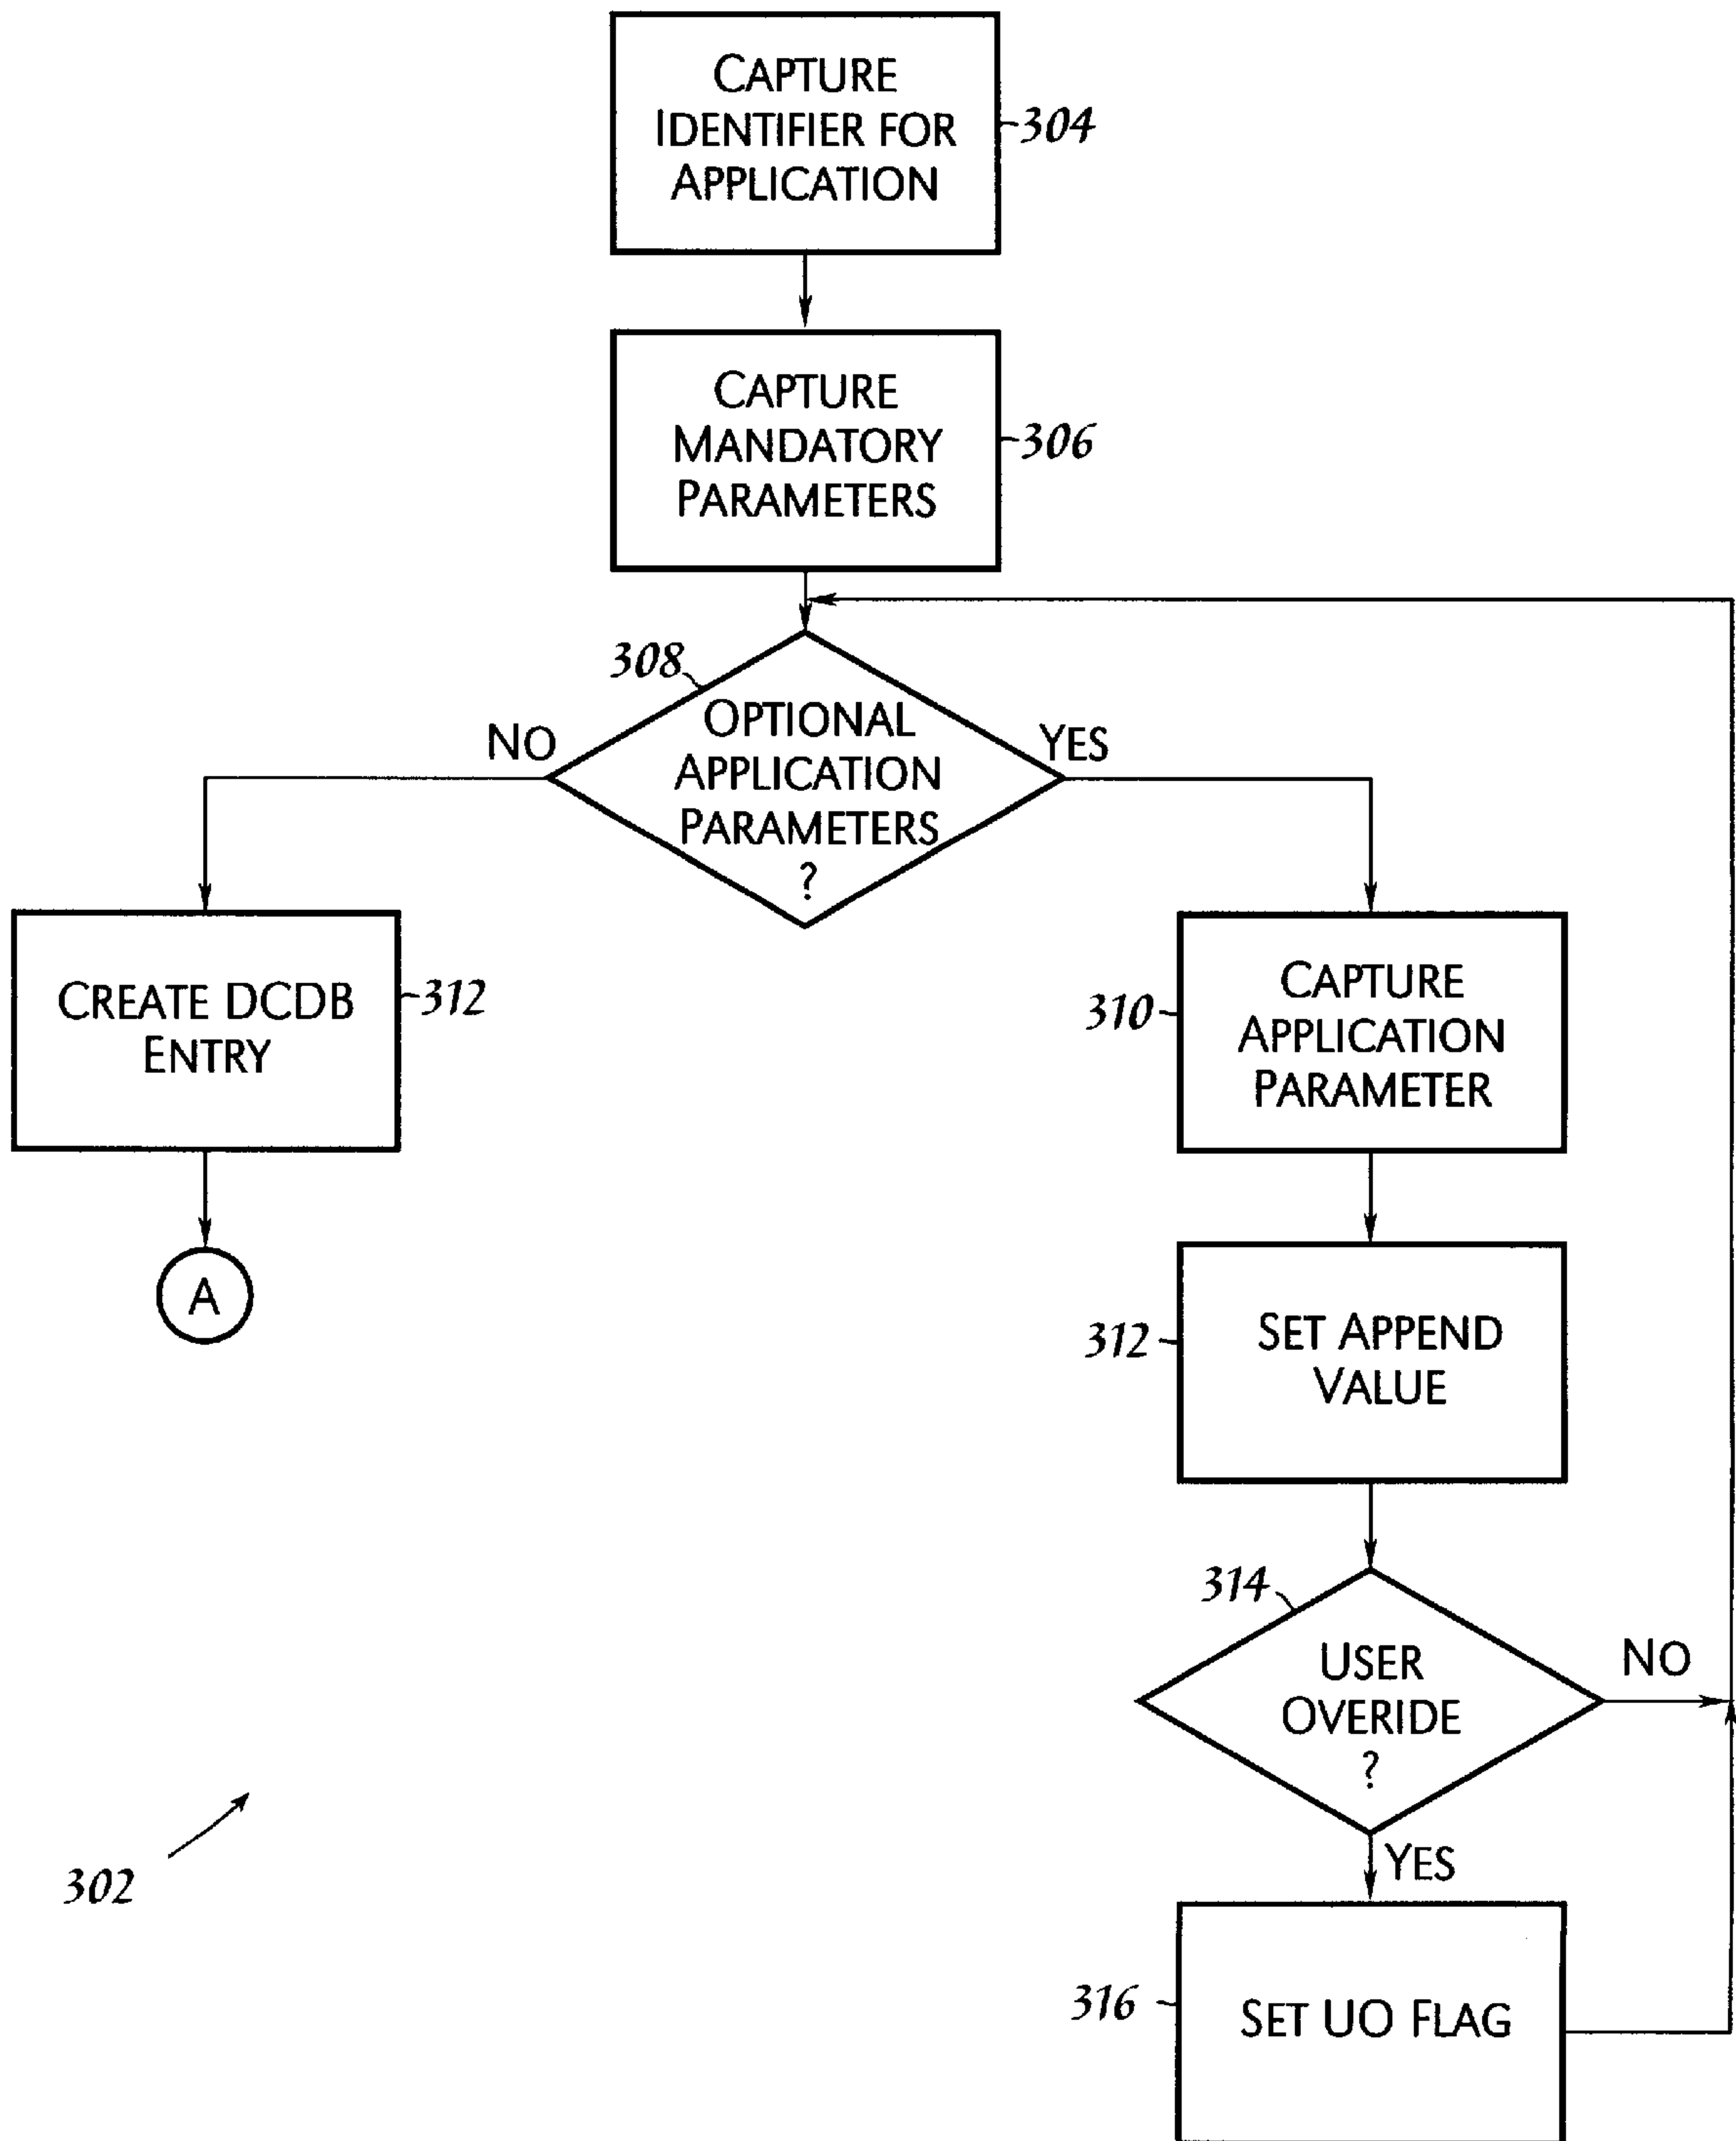 CAPTURE
IDENTIFIER FOR
APPLICATION
304
CAPTURE
MANDATORY
PARAMETERS
306
308
OPTIONAL
APPLICATION
PARAMETERS
?
NO
YES
CREATE DCDB
ENTRY
312
A
310
CAPTURE
APPLICATION
PARAMETER
312
SET APPEND
VALUE
314
USER
OVERIDE
?
NO
YES
302
316
SET UO FLAG